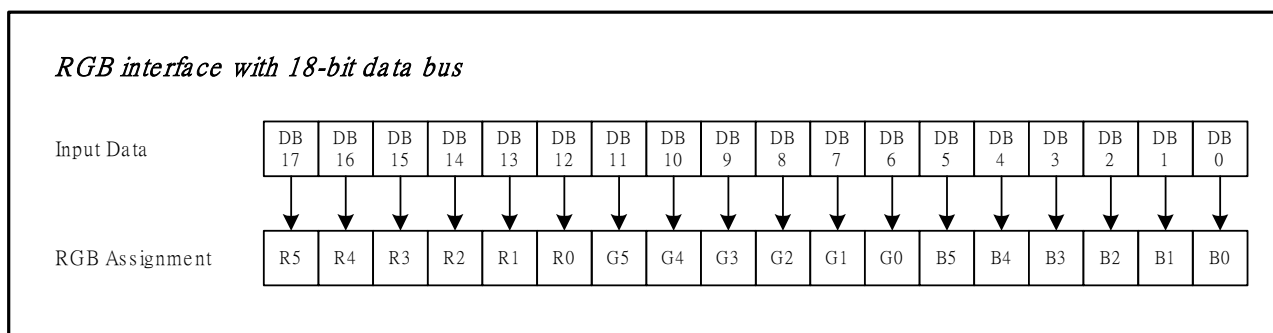 RGB interface with 18-bit data bus
Input Data DB 17 DB 16 DB 15 DB 14 DB 13 DB 12 DB 11 DB 10 DB 9 DB 8 DB 7 DB 6 DB 5 DB 4 DB 3 DB 2 DB 1 DB 0
RGB Assignment R5 R4 R3 R2 R1 R0 G5 G4 G3 G2 G1 G0 B5 B4 B3 B2 B1 B0